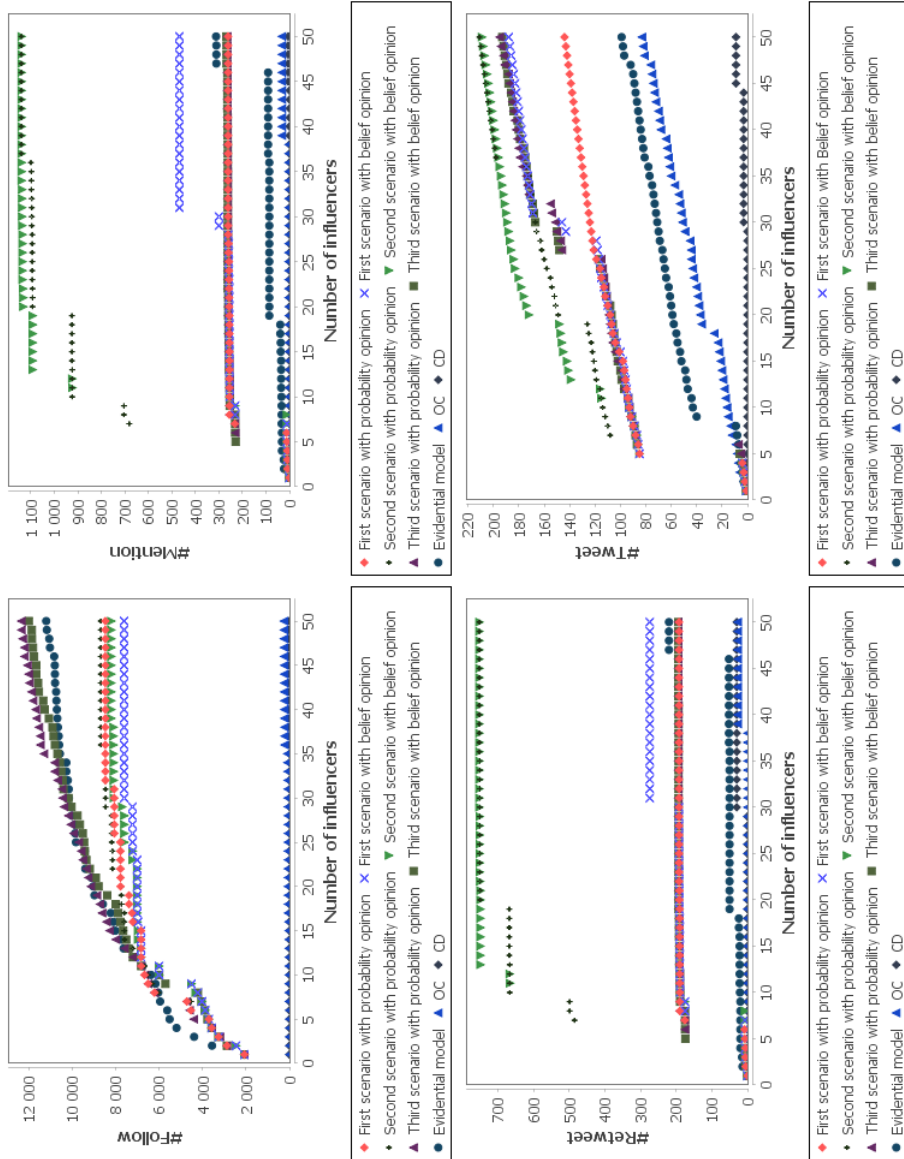 #Follow
12 000
10 000
8 000
6 000
4 000
2 000
0
0 5 10 15 20 25 30 35 40 45 50
Number of influencers
First scenario with probability opinion First scenario with belief opinion
Second scenario with probability opinion Second scenario with belief opinion
Third scenario with probability opinion Third scenario with belief opinion
Evidential model OC CD
#Mention
1 100
1 000
900
800
700
600
500
400
300
200
100
0
0 5 10 15 20 25 30 35 40 45 50
Number of influencers
First scenario with probability opinion First scenario with belief opinion
Second scenario with probability opinion Second scenario with belief opinion
Third scenario with probability opinion Third scenario with belief opinion
Evidential model OC CD
#Retweet
700
600
500
400
300
200
100
0
0 5 10 15 20 25 30 35 40 45 50
Number of influencers
First scenario with probability opinion First scenario with belief opinion
Second scenario with probability opinion Second scenario with belief opinion
Third scenario with probability opinion Third scenario with belief opinion
Evidential model OC CD
#Tweet
220
200
180
160
140
120
100
80
60
40
20
0
0 5 10 15 20 25 30 35 40 45 50
Number of influencers
First scenario with probability opinion First scenario with Belief opinion
Second scenario with probability opinion Second scenario with belief opinion
Third scenario with probability opinion Third scenario with belief opinion
Evidential model OC CD